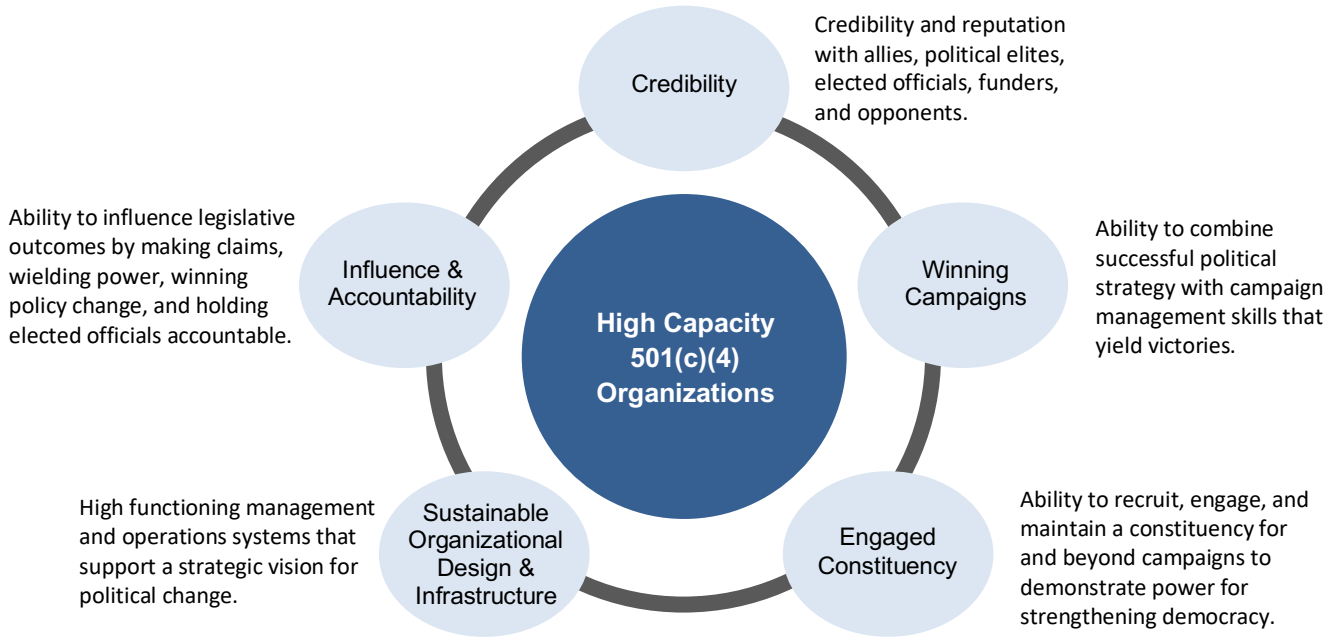 Credibility
Credibility and reputation
with allies, political elites,
elected officials, funders,
and opponents.
Winning
Campaigns
Ability to combine
successful political
strategy with campaign
management skills that
yield victories.
Engaged
Constituency
Ability to recruit, engage, and
maintain a constituency for
and beyond campaigns to
demonstrate power for
strengthening democracy.
Sustainable
Organizational
Design &
Infrastructure
High functioning management
and operations systems that
support a strategic vision for
political change.
Influence &
Accountability
Ability to influence legislative
outcomes by making claims,
wielding power, winning
policy change, and holding
elected officials accountable.
High Capacity
501(c)(4)
Organizations